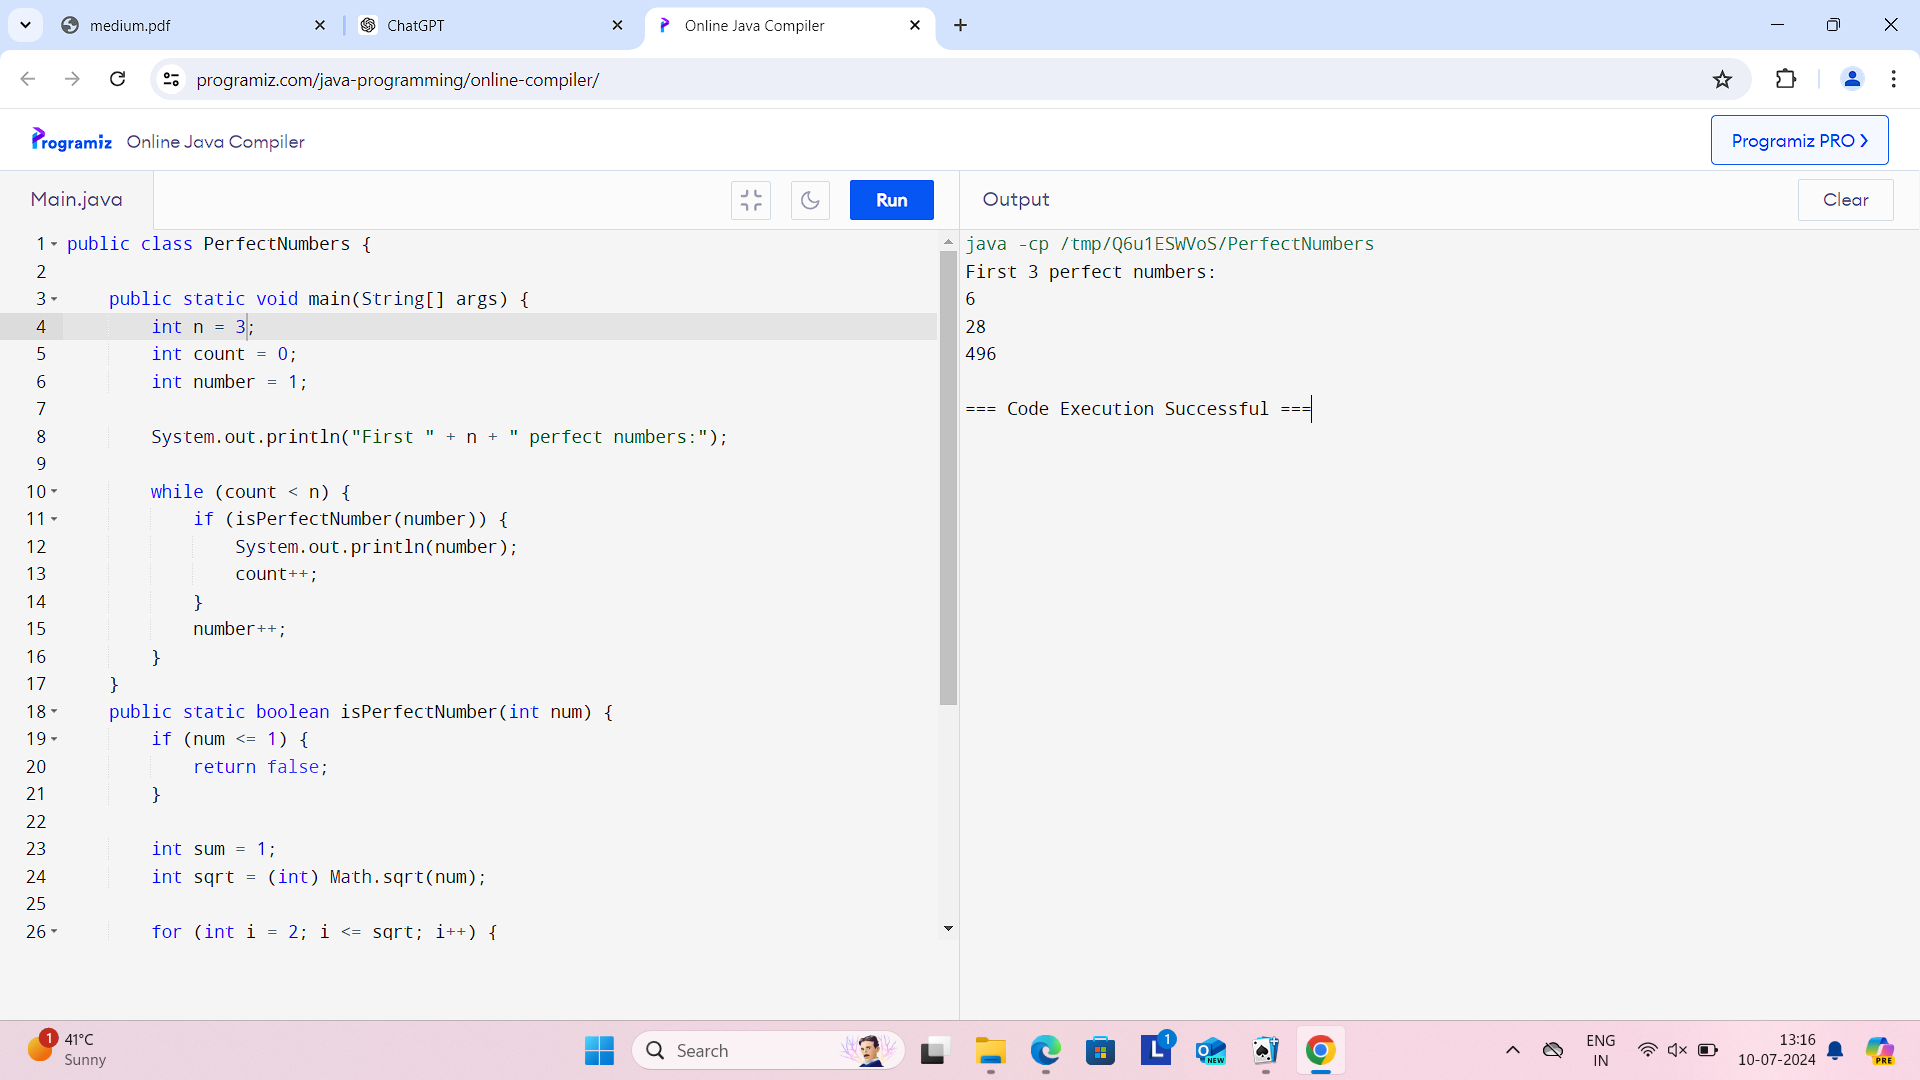 medium.pdf
ChatGPT
Online Java Compiler
programiz.com/java-programming/online-compiler/
Programiz Online Java Compiler
Programiz PRO
Main.java
Run
Output
Clear
1 public class PerfectNumbers {
2
3     public static void main(String[] args) {
4         int n = 3;
5         int count = 0;
6         int number = 1;
7
8         System.out.println("First " + n + " perfect numbers:");
9
10         while (count < n) {
11             if (isPerfectNumber(number)) {
12                 System.out.println(number);
13                 count++;
14             }
15             number++;
16         }
17     }
18     public static boolean isPerfectNumber(int num) {
19         if (num <= 1) {
20             return false;
21         }
22
23         int sum = 1;
24         int sqrt = (int) Math.sqrt(num);
25
26         for (int i = 2; i <= sqrt; i++) {
java -cp /tmp/Q6u1ESWVoS/PerfectNumbers
First 3 perfect numbers:
6
28
496
=== Code Execution Successful ===
1
41°C
Sunny
Search
L
1
NEW
ENG
IN
13:16
10-07-2024
PRE